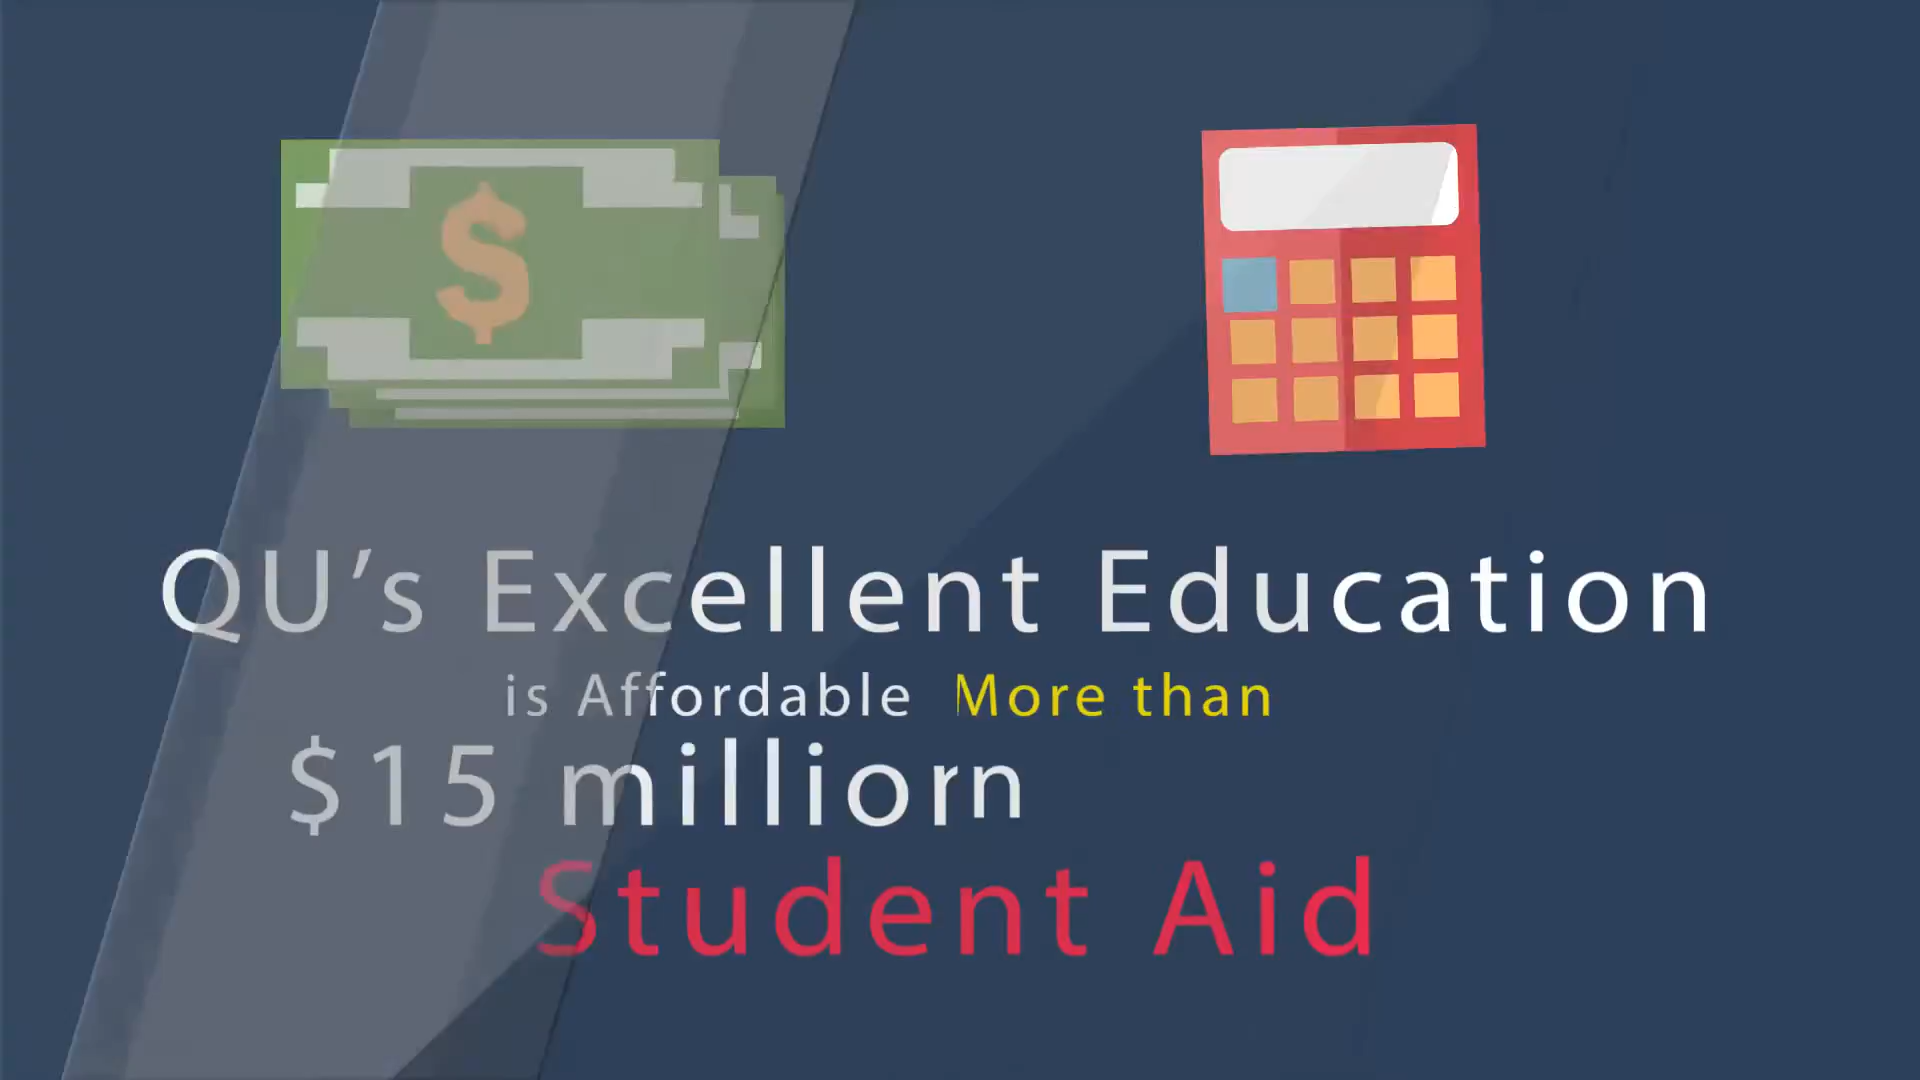 $
QU's Excellent Education
is Affordable More than
$15 milliorn
Student Aid